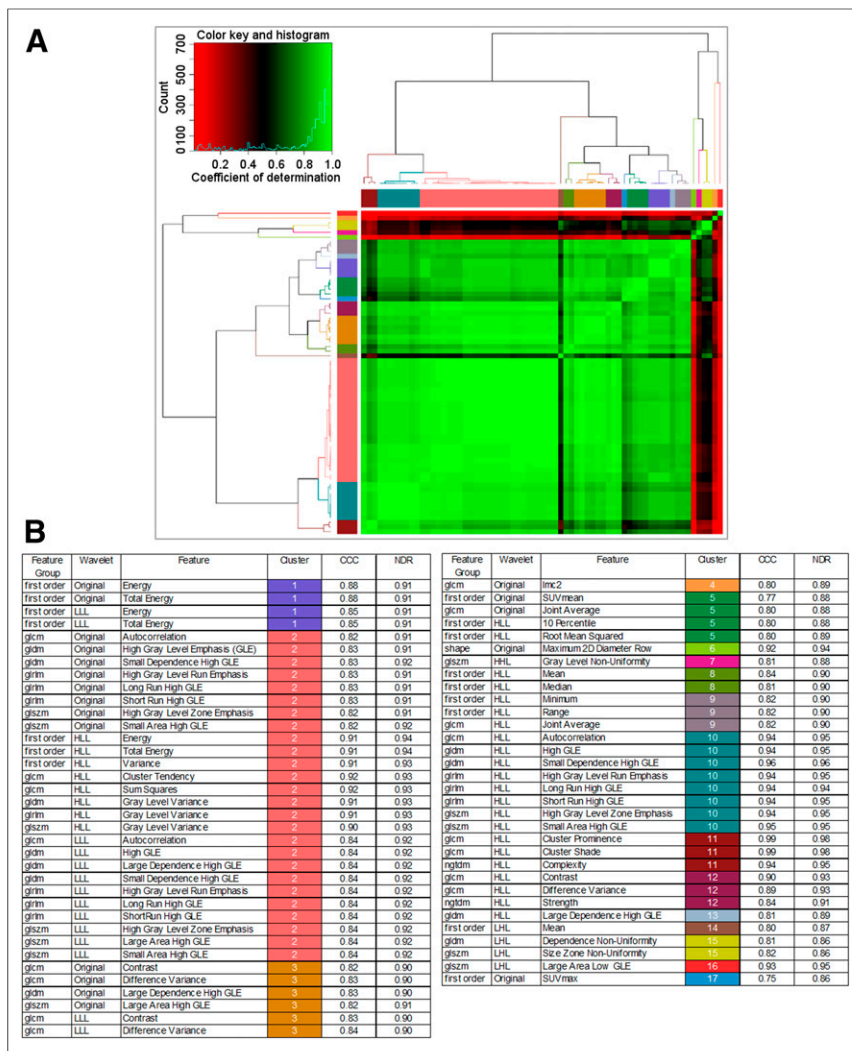 A
Color key and histogram
Count
0 100 300 500 700
0.2 0.4 0.6 0.8 1.0
Coefficient of determination
B
Feature Group Wavelet Feature Cluster CCC NDR
first order Original Energy 1 0.88 0.91
first order Original Total Energy 1 0.88 0.91
first order LLL Energy 1 0.85 0.91
first order LLL Total Energy 1 0.85 0.91
glcm Original Autocorrelation 2 0.82 0.91
gldm Original High Gray Level Emphasis (GLE) 2 0.83 0.91
gldm Original Small Dependence High GLE 2 0.83 0.92
glrlm Original High Gray Level Run Emphasis 2 0.83 0.91
glrlm Original Long Run High GLE 2 0.83 0.91
glrlm Original Short Run High GLE 2 0.83 0.91
glszm Original High Gray Level Zone Emphasis 2 0.82 0.91
glszm Original Small Area High GLE 2 0.82 0.92
first order HLL Energy 2 0.91 0.94
first order HLL Total Energy 2 0.91 0.94
first order HLL Variance 2 0.91 0.93
glcm HLL Cluster Tendency 2 0.92 0.93
glcm HLL Sum Squares 2 0.92 0.93
gldm HLL Gray Level Variance 2 0.91 0.93
glrlm HLL Gray Level Variance 2 0.91 0.93
glszm HLL Gray Level Variance 2 0.90 0.93
glcm LLL Autocorrelation 2 0.84 0.92
gldm LLL High GLE 2 0.84 0.92
gldm LLL Large Dependence High GLE 2 0.84 0.92
gldm LLL Small Dependence High GLE 2 0.84 0.92
glrlm LLL High Gray Level Run Emphasis 2 0.84 0.92
glrlm LLL Long Run High GLE 2 0.84 0.92
glrlm LLL ShortRun High GLE 2 0.84 0.92
glszm LLL High Gray Level Zone Emphasis 2 0.84 0.92
glszm LLL Large Area High GLE 2 0.84 0.92
glszm LLL Small Area High GLE 2 0.84 0.92
glcm Original Contrast 3 0.82 0.90
glcm Original Difference Variance 3 0.83 0.90
gldm Original Large Dependence High GLE 3 0.83 0.90
glszm Original Large Area High GLE 3 0.82 0.91
glcm LLL Contrast 3 0.83 0.90
glcm LLL Difference Variance 3 0.84 0.90
Feature Group Wavelet Feature Cluster CCC NDR
glcm Original Imc2 4 0.80 0.89
first order Original SUVmean 5 0.77 0.88
glcm Original Joint Average 5 0.80 0.88
first order HLL 10 Percentile 5 0.80 0.88
first order HLL Root Mean Squared 5 0.80 0.89
shape Original Maximum 2D Diameter Row 6 0.92 0.94
glszm HHL Gray Level Non-Uniformity 7 0.81 0.88
first order HLL Mean 8 0.84 0.90
first order HLL Median 8 0.81 0.90
first order HLL Minimum 9 0.82 0.90
first order HLL Range 9 0.82 0.90
glcm HLL Joint Average 9 0.82 0.90
glcm HLL Autocorrelation 10 0.94 0.95
gldm HLL High GLE 10 0.94 0.95
gldm HLL Small Dependence High GLE 10 0.96 0.96
glrlm HLL High Gray Level Run Emphasis 10 0.94 0.95
glrlm HLL Long Run High GLE 10 0.94 0.94
glrlm HLL Short Run High GLE 10 0.94 0.95
glszm HLL High Gray Level Zone Emphasis 10 0.94 0.95
glszm HLL Small Area High GLE 10 0.95 0.95
glcm HLL Cluster Prominence 11 0.99 0.98
glcm HLL Cluster Shade 11 0.99 0.98
ngtdm HLL Complexity 11 0.94 0.95
glcm HLL Contrast 12 0.90 0.93
glcm HLL Difference Variance 12 0.89 0.93
ngtdm HLL Strength 12 0.84 0.91
gldm HLL Large Dependence High GLE 13 0.81 0.89
first order LHL Mean 14 0.80 0.87
gldm LHL Dependence Non-Uniformity 15 0.81 0.86
glszm LHL Size Zone Non-Uniformity 15 0.82 0.86
glszm LHL Large Area Low GLE 16 0.93 0.95
first order Original SUVmax 17 0.75 0.86